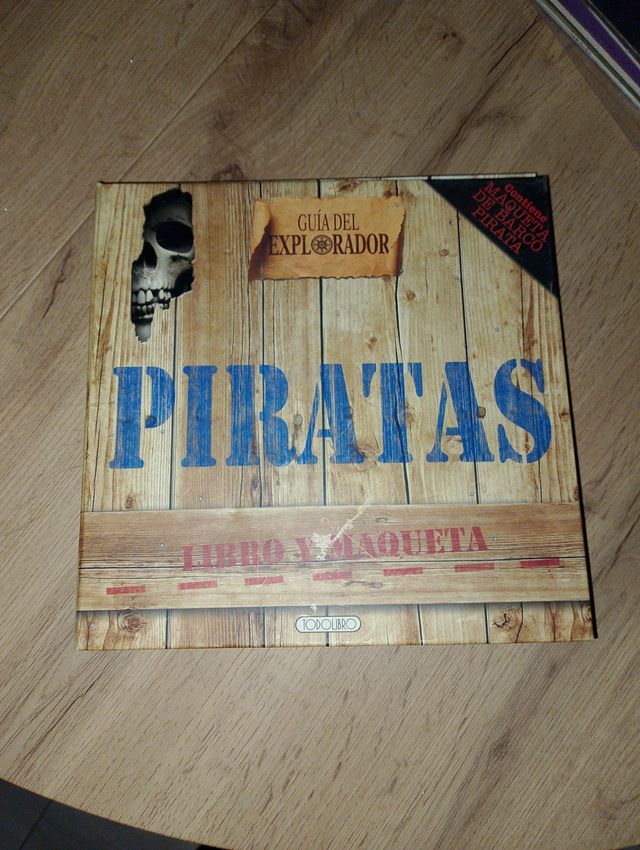 GUÍA DEL
EXPLORADOR
Contiene
MAQUETA
DE BARCO
PIRATA
PIRATAS
LIBRO Y MAQUETA
TODOLIBRO